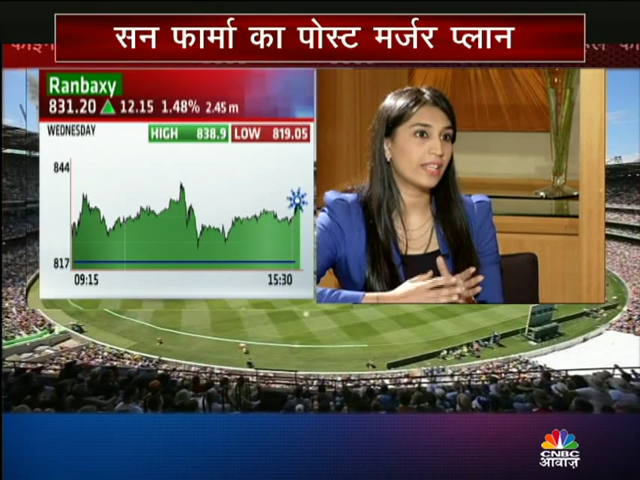 सन फार्मा का पोस्ट मर्जर प्लान
Ranbaxy
831.20 12.15 1.48% 2.45 m
WEDNESDAY HIGH 838.9 LOW 819.05
844
817
09:15 15:30
CNBC
आवाज़